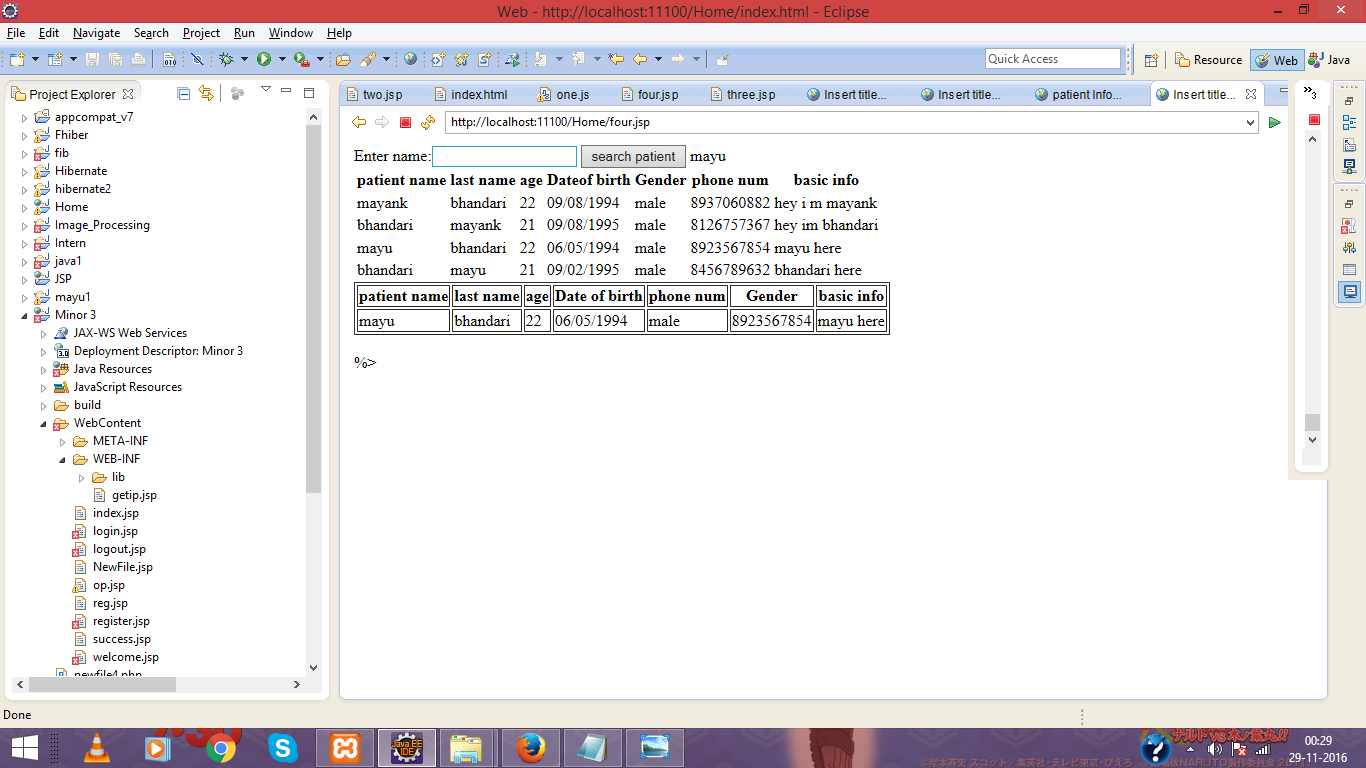 Web - http://localhost:11100/Home/index.html - Eclipse
File Edit Navigate Search Project Run Window Help
Quick Access
Resource Web Java
Project Explorer
two.jsp index.html one.js four.jsp three.jsp Insert title... Insert title... patient Info... Insert title... »3
http://localhost:11100/Home/four.jsp
appcompat_v7
Fhiber
fib
Hibernate
hibernate2
Home
Image_Processing
Intern
java1
JSP
mayu1
Minor 3
JAX-WS Web Services
Deployment Descriptor: Minor 3
Java Resources
JavaScript Resources
build
WebContent
META-INF
WEB-INF
lib
getip.jsp
index.jsp
login.jsp
logout.jsp
NewFile.jsp
op.jsp
reg.jsp
register.jsp
success.jsp
welcome.jsp
newfile4.php
Enter name: search patient mayu
patient name last name age Dateof birth Gender phone num basic info
mayank bhandari 22 09/08/1994 male 8937060882 hey i m mayank
bhandari mayank 21 09/08/1995 male 8126757367 hey im bhandari
mayu bhandari 22 06/05/1994 male 8923567854 mayu here
bhandari mayu 21 09/02/1995 male 8456789632 bhandari here
patient name last name age Date of birth phone num Gender basic info
mayu bhandari 22 06/05/1994 male 8923567854 mayu here
%>
Done
Java EE
IDE
00:29
29-11-2016